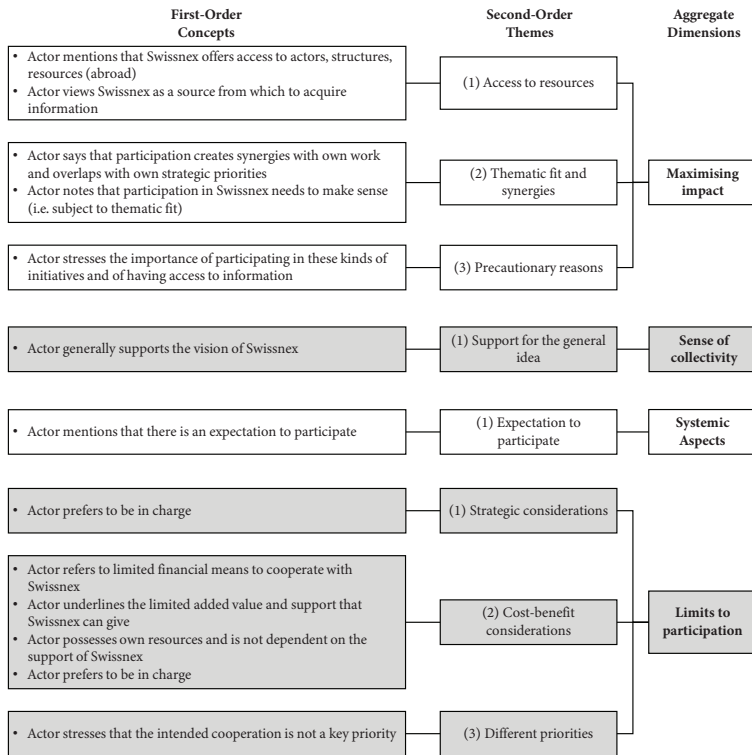 First-Order
Concepts
Second-Order
Themes
Aggregate
Dimensions
• Actor mentions that Swissnex offers access to actors, structures,
resources (abroad)
• Actor views Swissnex as a source from which to acquire
information
(1) Access to resources
• Actor says that participation creates synergies with own work
and overlaps with own strategic priorities
• Actor notes that participation in Swissnex needs to make sense
(i.e. subject to thematic fit)
(2) Thematic fit and
synergies
Maximising
impact
• Actor stresses the importance of participating in these kinds of
initiatives and of having access to information
(3) Precautionary reasons
• Actor generally supports the vision of Swissnex
(1) Support for the general
idea
Sense of
collectivity
• Actor mentions that there is an expectation to participate
(1) Expectation to
participate
Systemic
Aspects
• Actor prefers to be in charge
(1) Strategic considerations
• Actor refers to limited financial means to cooperate with
Swissnex
• Actor underlines the limited added value and support that
Swissnex can give
• Actor possesses own resources and is not dependent on the
support of Swissnex
• Actor prefers to be in charge
(2) Cost-benefit
considerations
Limits to
participation
• Actor stresses that the intended cooperation is not a key priority
(3) Different priorities